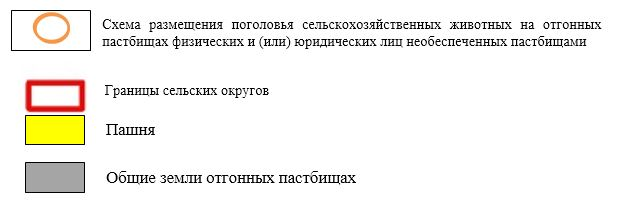 Схема размещения поголовья сельскохозяйственных животных на отгонных
пастбищах физических и (или) юридических лиц необеспеченных пастбищами
Границы сельских округов
Пашня
Общие земли отгонных пастбищах